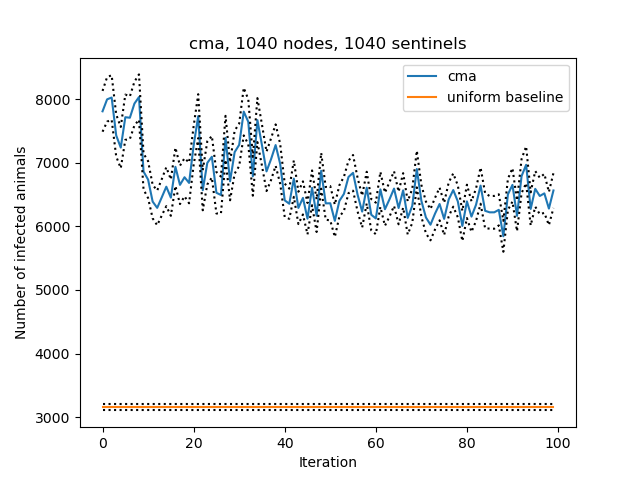 cma, 1040 nodes, 1040 sentinels
cma
uniform baseline
Number of infected animals
8000
7000
6000
5000
4000
3000
0 20 40 60 80 100
Iteration